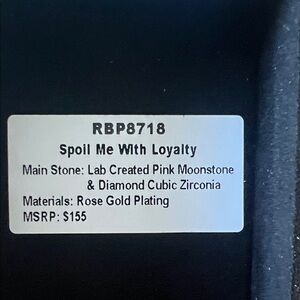 RBP8718
Spoil Me With Loyalty
Main Stone: Lab Created Pink Moonstone
& Diamond Cubic Zirconia
Materials: Rose Gold Plating
MSRP: $155